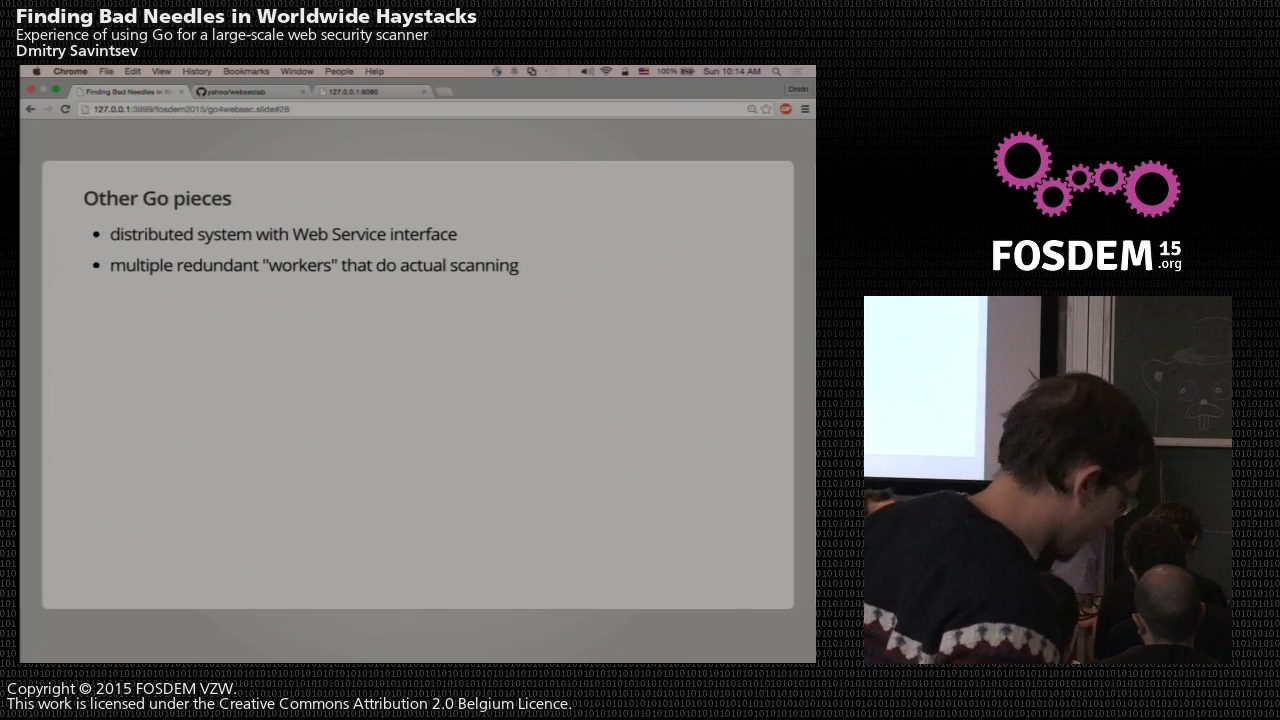 Finding Bad Needles in Worldwide Haystacks
Experience of using Go for a large-scale web security scanner
Dmitry Savintsev
Chrome File Edit View History Bookmarks Window People Help 100% Sun 10:14 AM
Finding Bad Needles in Wo yahoo/webseclab 127.0.0.1:8080 Dmitri
127.0.0.1:3999/fosdem2015/go4websec.slide#28
Other Go pieces
• distributed system with Web Service interface
• multiple redundant "workers" that do actual scanning
FOSDEM 15
.org
Copyright © 2015 FOSDEM VZW.
This work is licensed under the Creative Commons Attribution 2.0 Belgium Licence.